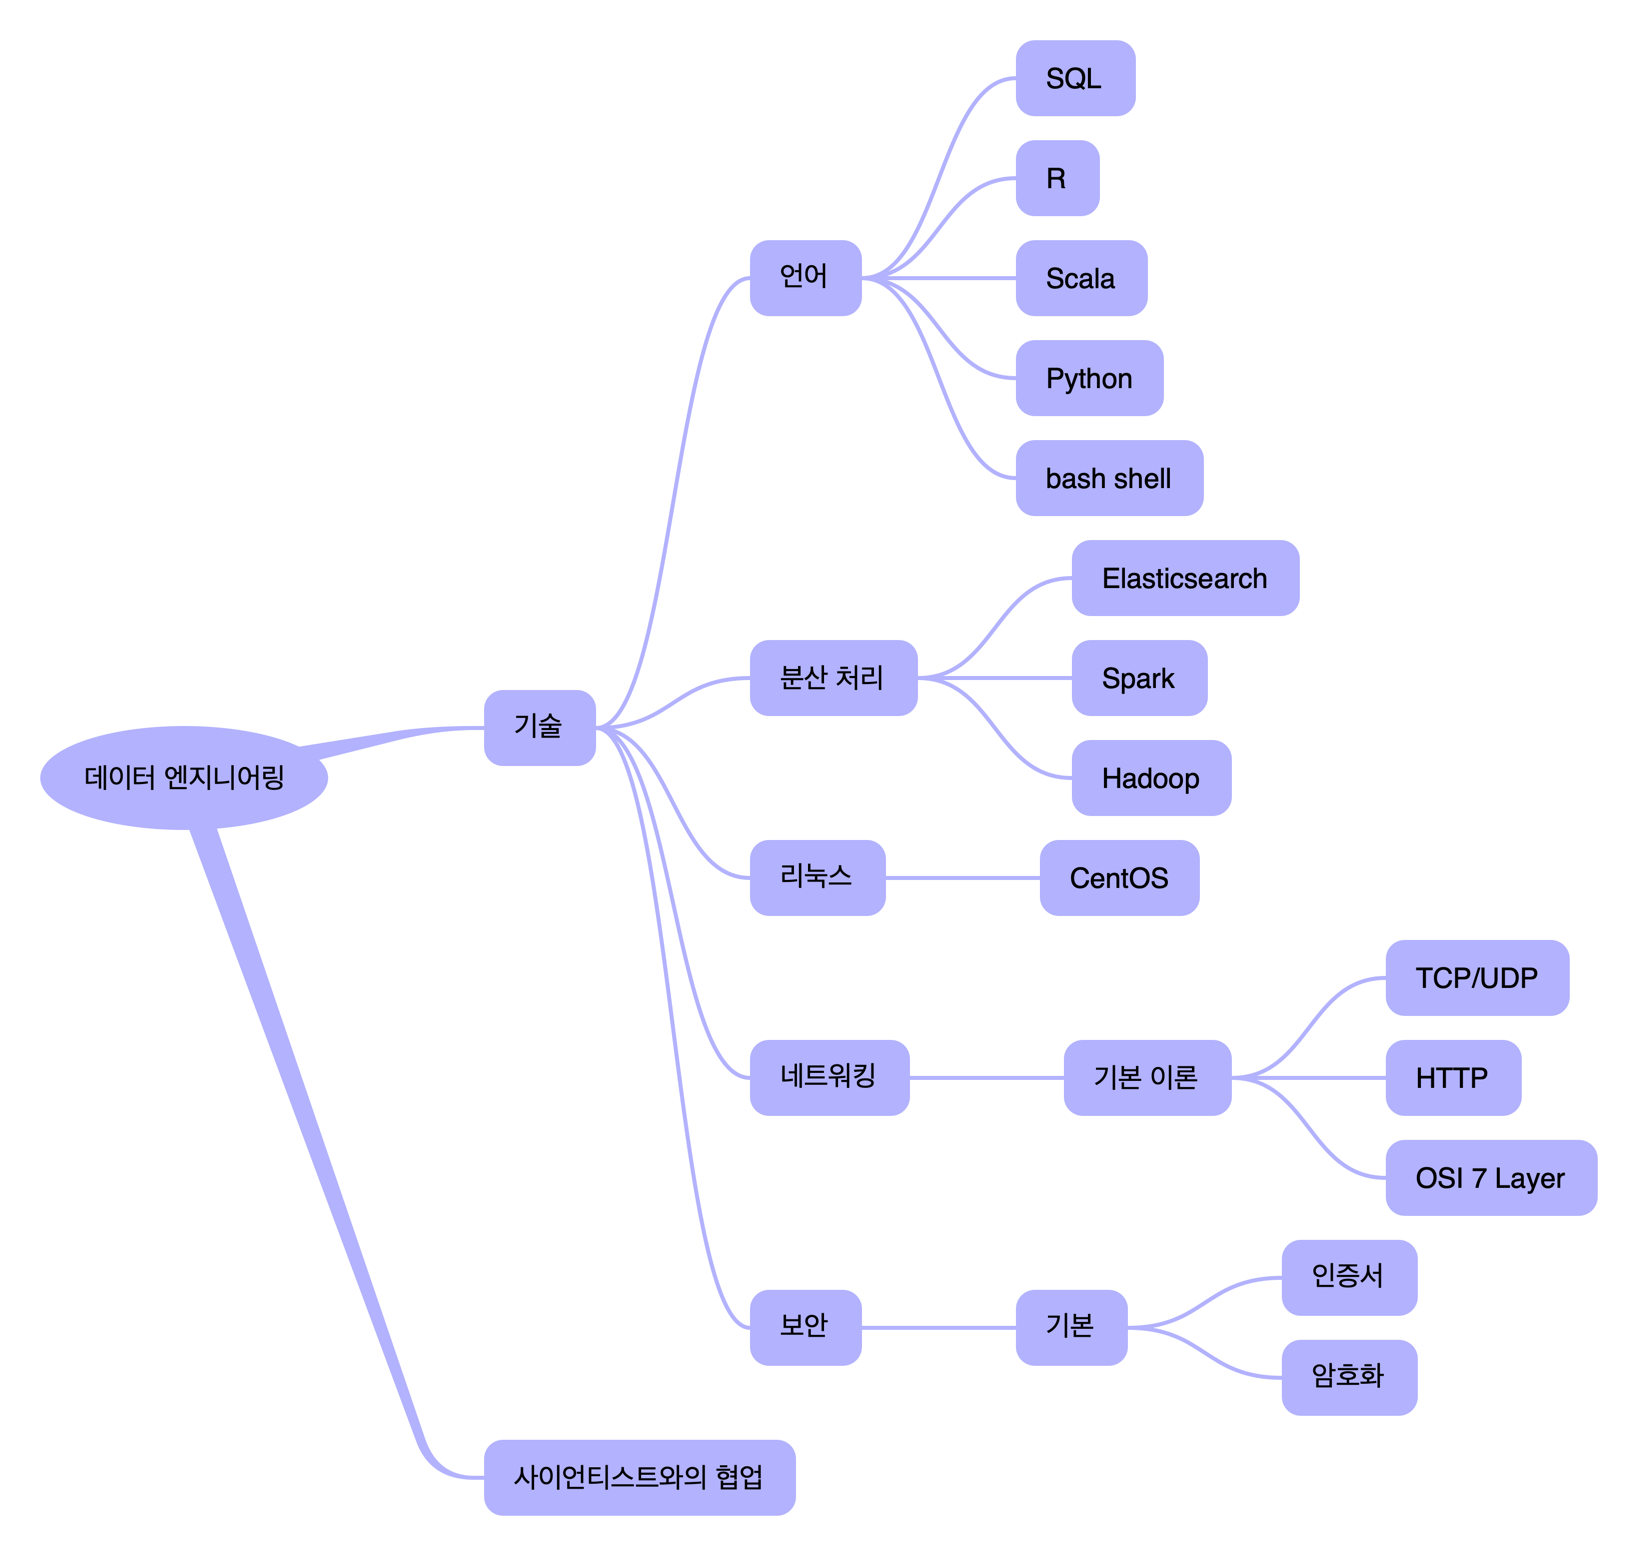 데이터 엔지니어링
기술
언어
SQL
R
Scala
Python
bash shell
분산 처리
Elasticsearch
Spark
Hadoop
리눅스
CentOS
네트워킹
기본 이론
TCP/UDP
HTTP
OSI 7 Layer
보안
기본
인증서
암호화
사이언티스트와의 협업